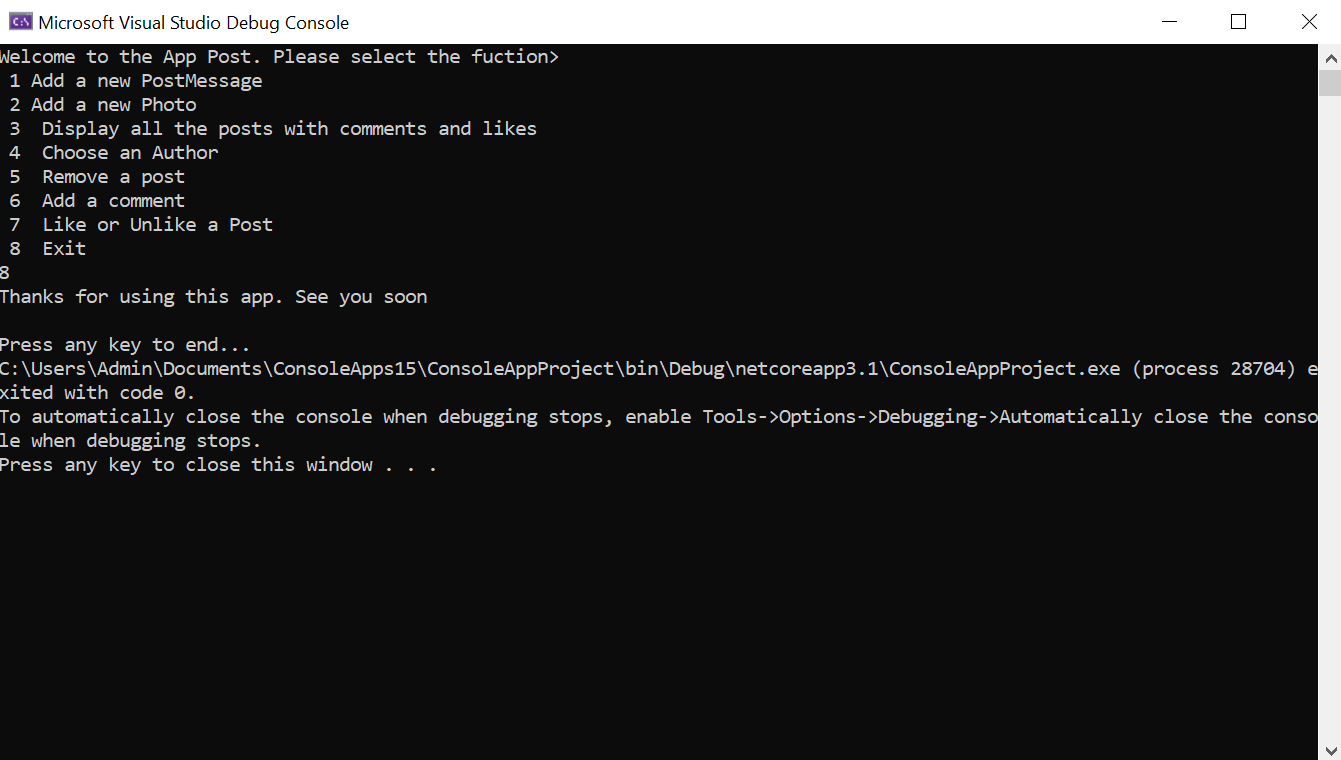 Microsoft Visual Studio Debug Console
Welcome to the App Post. Please select the fuction>
1 Add a new PostMessage
2 Add a new Photo
3  Display all the posts with comments and likes
4  Choose an Author
5  Remove a post
6  Add a comment
7  Like or Unlike a Post
8  Exit
8
Thanks for using this app. See you soon
Press any key to end...
C:\Users\Admin\Documents\ConsoleApps15\ConsoleAppProject\bin\Debug\netcoreapp3.1\ConsoleAppProject.exe (process 28704) e
xited with code 0.
To automatically close the console when debugging stops, enable Tools->Options->Debugging->Automatically close the conso
le when debugging stops.
Press any key to close this window . . .